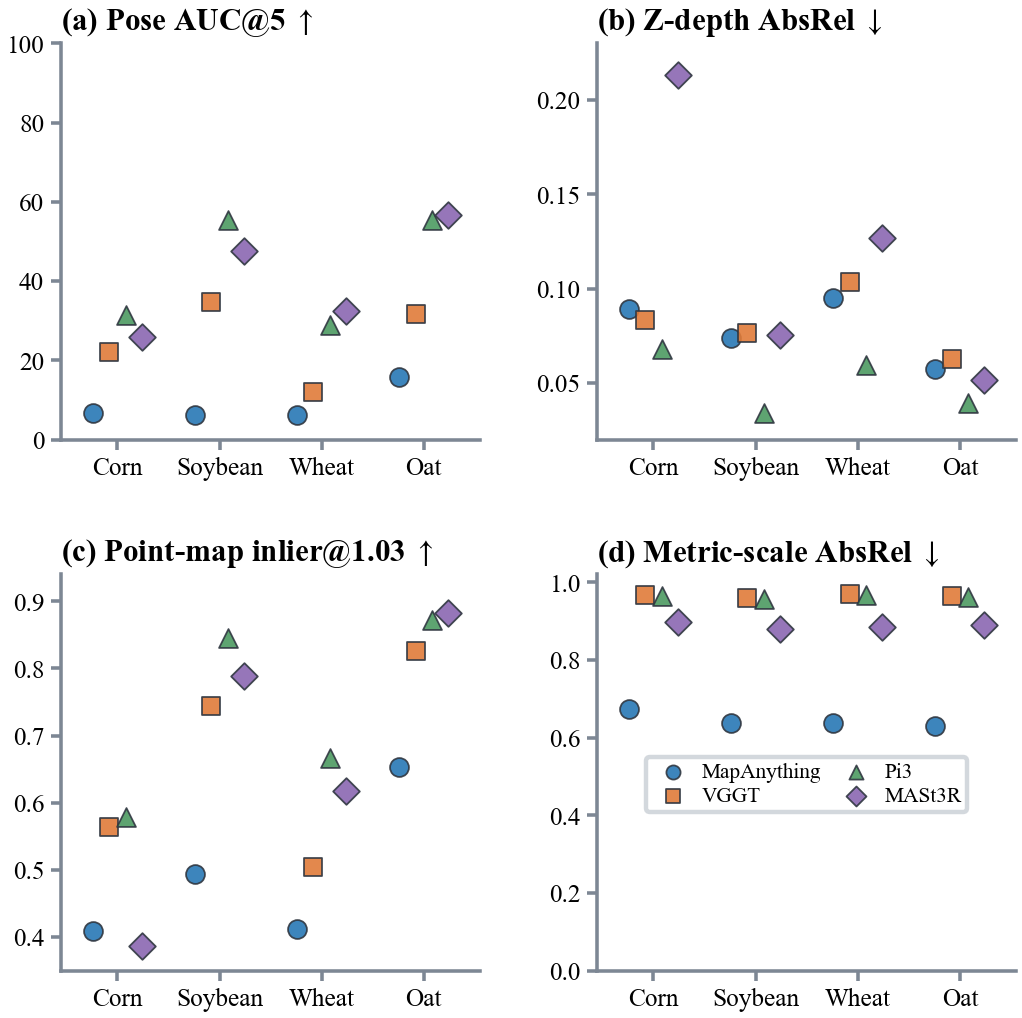 (a) Pose AUC@5 ↑
100
80
60
40
20
0
Corn Soybean Wheat Oat
(b) Z-depth AbsRel ↓
0.20
0.15
0.10
0.05
Corn Soybean Wheat Oat
(c) Point-map inlier@1.03 ↑
0.9
0.8
0.7
0.6
0.5
0.4
Corn Soybean Wheat Oat
(d) Metric-scale AbsRel ↓
1.0
0.8
0.6
0.4
0.2
0.0
MapAnything Pi3
VGGT MASt3R
Corn Soybean Wheat Oat